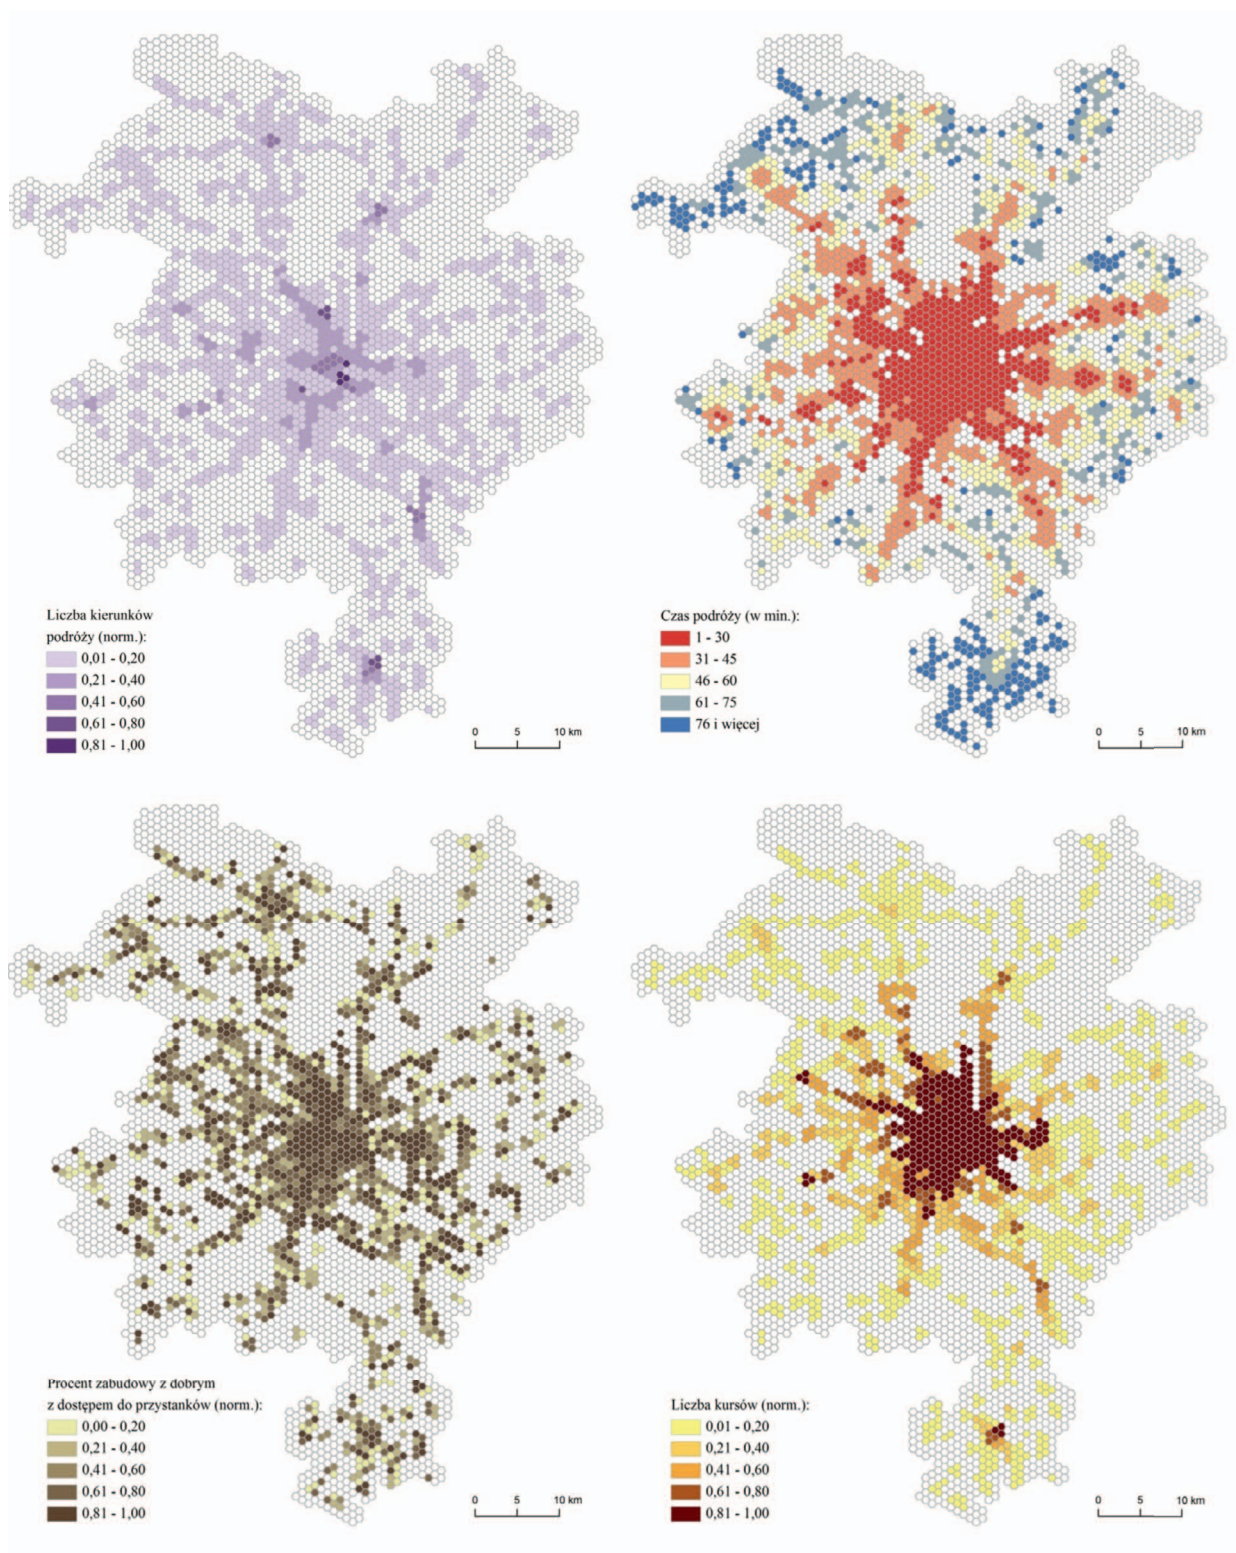 Liczba kierunków
podróży (norm.):
0,01 - 0,20
0,21 - 0,40
0,41 - 0,60
0,61 - 0,80
0,81 - 1,00
0 5 10 km
Czas podróży (w min.):
1 - 30
31 - 45
46 - 60
61 - 75
76 i więcej
0 5 10 km
Procent zabudowy z dobrym
z dostępem do przystanków (norm.):
0,00 - 0,20
0,21 - 0,40
0,41 - 0,60
0,61 - 0,80
0,81 - 1,00
0 5 10 km
Liczba kursów (norm.):
0,01 - 0,20
0,21 - 0,40
0,41 - 0,60
0,61 - 0,80
0,81 - 1,00
0 5 10 km